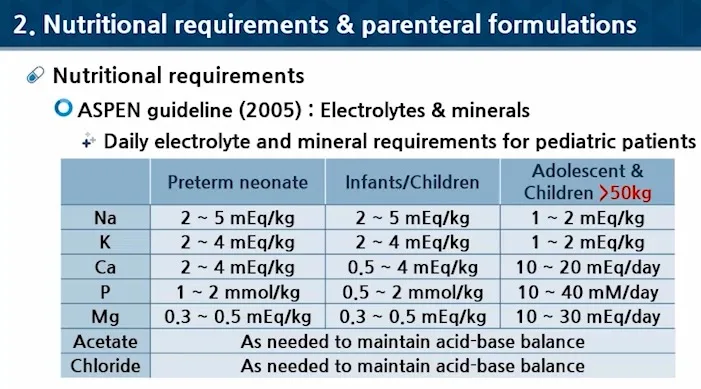 2. Nutritional requirements & parenteral formulations
Nutritional requirements
ASPEN guideline (2005) : Electrolytes & minerals
Daily electrolyte and mineral requirements for pediatric patients
Preterm neonate Infants/Children Adolescent & Children >50kg
Na 2 ~ 5 mEq/kg 2 ~ 5 mEq/kg 1 ~ 2 mEq/kg
K 2 ~ 4 mEq/kg 2 ~ 4 mEq/kg 1 ~ 2 mEq/kg
Ca 2 ~ 4 mEq/kg 0.5 ~ 4 mEq/kg 10 ~ 20 mEq/day
P 1 ~ 2 mmol/kg 0.5 ~ 2 mmol/kg 10 ~ 40 mM/day
Mg 0.3 ~ 0.5 mEq/kg 0.3 ~ 0.5 mEq/kg 10 ~ 30 mEq/day
Acetate As needed to maintain acid-base balance
Chloride As needed to maintain acid-base balance